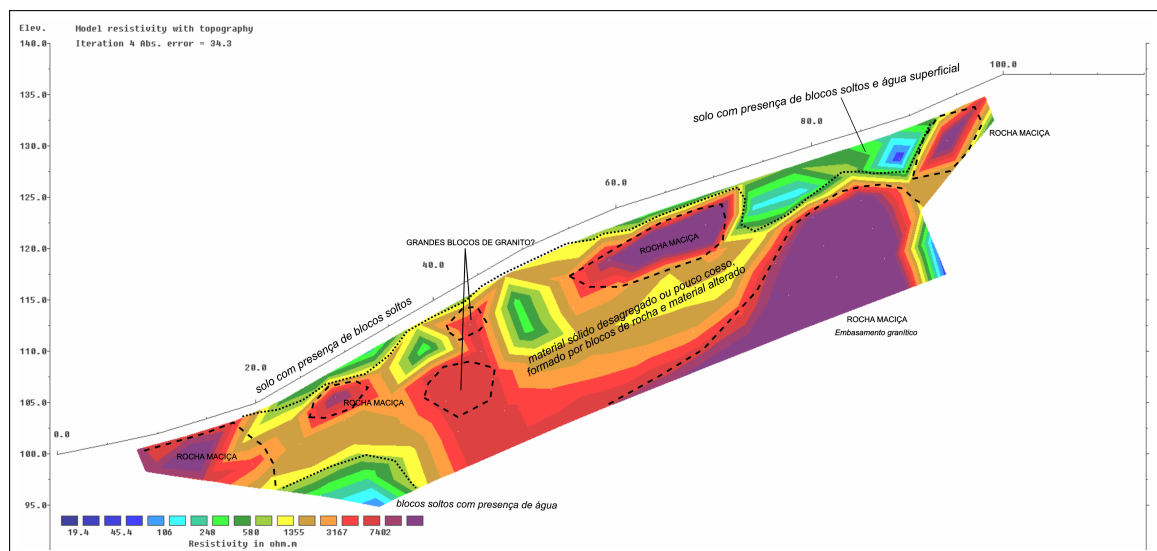 Elev.
Model resistivity with topography
Iteration 4 Abs. error = 34.3
140.0
135.0
130.0
125.0
120.0
115.0
110.0
105.0
100.0
95.0
0.0
20.0
40.0
60.0
80.0
100.0
solo com presença de blocos soltos e água superficial
ROCHA MACIÇA
GRANDES BLOCOS DE GRANITO?
ROCHA MACIÇA
solo com presença de blocos soltos
material sólido desagregado ou pouco coeso,
formado por blocos de rocha e material alterado
ROCHA MACIÇA
Embasamento granítico
ROCHA MACIÇA
ROCHA MACIÇA
blocos soltos com presença de água
19.4 45.4 106 248 580 1355 3167 7402
Resistivity in ohm.m